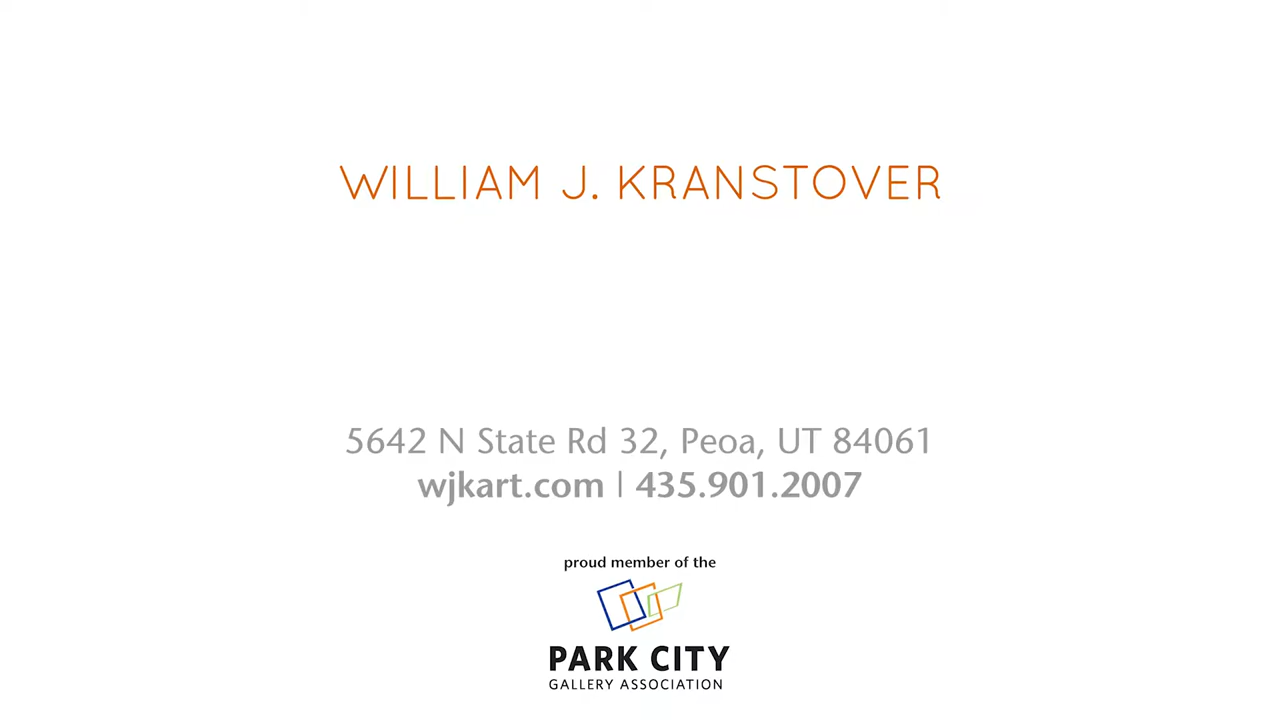 WILLIAM J. KRANSTOVER
5642 N State Rd 32, Peoa, UT 84061
wjkart.com | 435.901.2007
proud member of the
PARK CITY
GALLERY ASSOCIATION